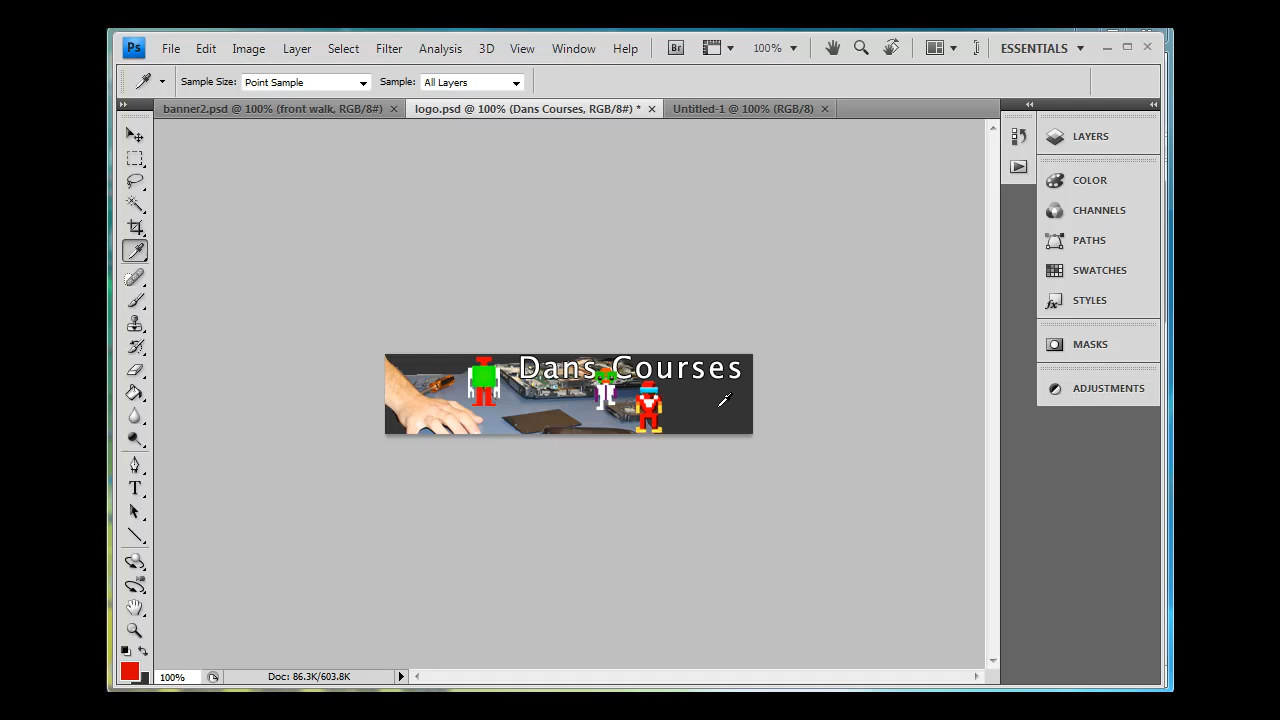 Ps File Edit Image Layer Select Filter Analysis 3D View Window Help Br 100% ESSENTIALS
Sample Size: Point Sample Sample: All Layers
banner2.psd @ 100% (front walk, RGB/8#) logo.psd @ 100% (Dans Courses, RGB/8#) * Untitled-1 @ 100% (RGB/8)
LAYERS
COLOR
CHANNELS
PATHS
SWATCHES
STYLES
MASKS
ADJUSTMENTS
Dans Courses
T
100% Doc: 86.3K/603.8K